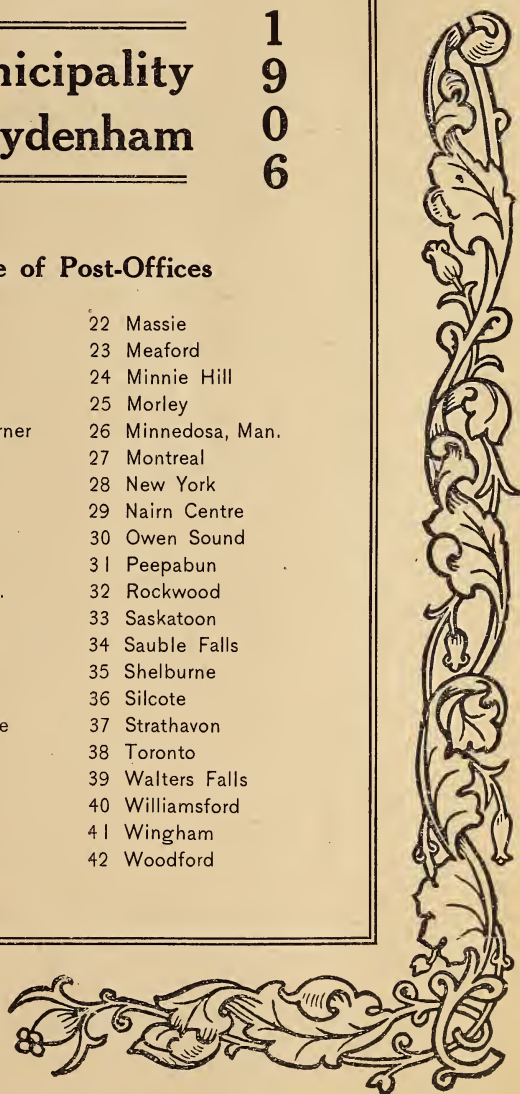 nicipality
ydenham
1
9
0
6
e of Post-Offices
22 Massie
23 Meaford
24 Minnie Hill
25 Morley
rner
26 Minnedosa, Man.
27 Montreal
28 New York
29 Nairn Centre
30 Owen Sound
31 Peepabun
.
32 Rockwood
33 Saskatoon
34 Sauble Falls
35 Shelburne
36 Silcote
e
37 Strathavon
38 Toronto
39 Walters Falls
40 Williamsford
41 Wingham
42 Woodford